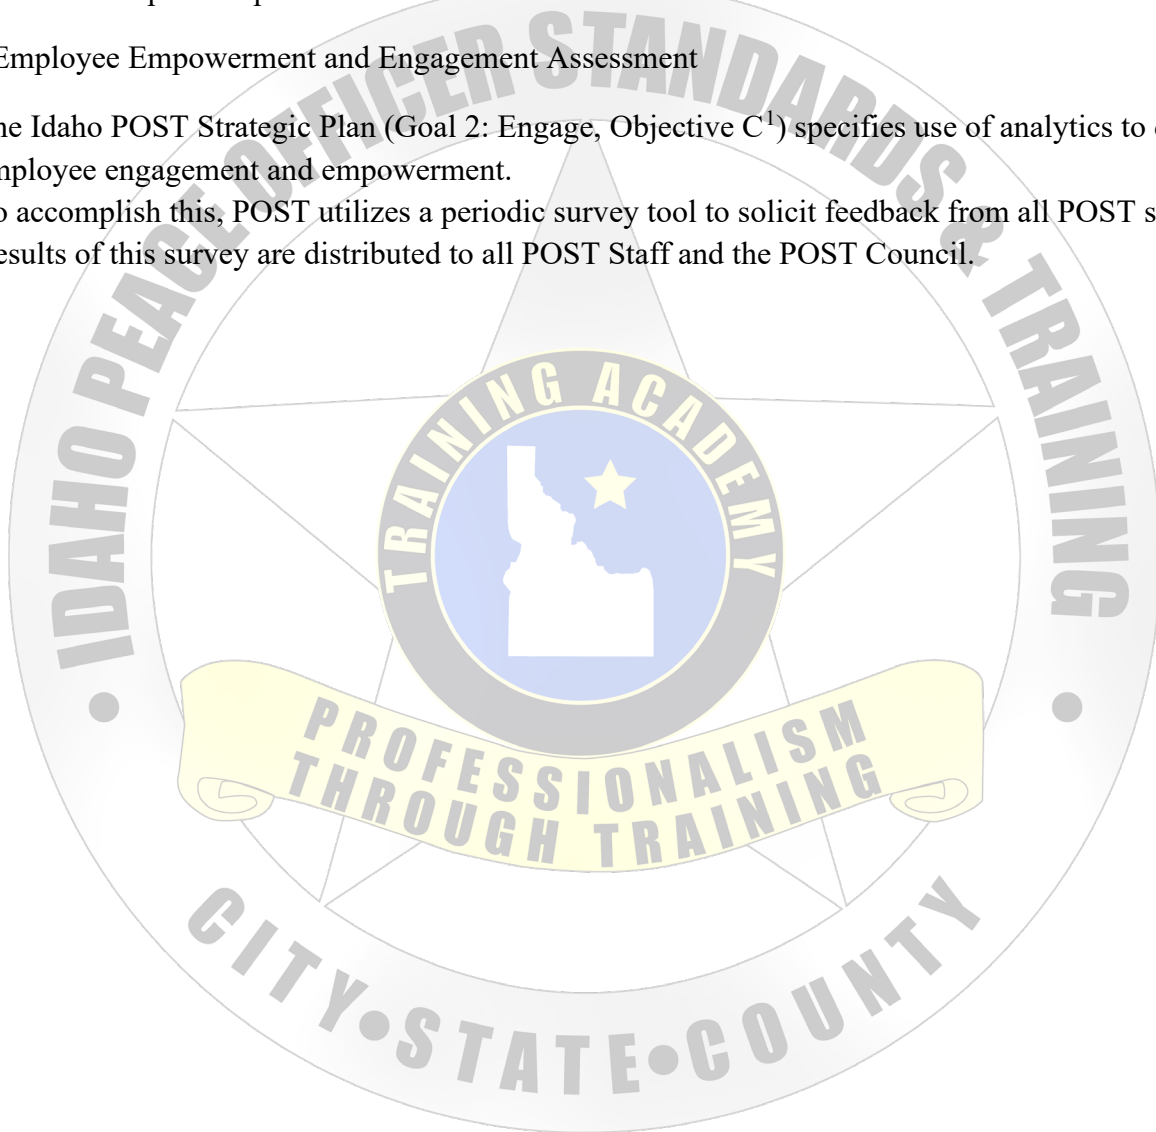 Employee Empowerment and Engagement Assessment
he Idaho POST Strategic Plan (Goal 2: Engage, Objective C¹) specifies use of analytics to
mployee engagement and empowerment.
o accomplish this, POST utilizes a periodic survey tool to solicit feedback from all POST s
esults of this survey are distributed to all POST Staff and the POST Council.
• IDAHO PEACE OFFICER STANDARDS & TRAINING •
TRAINING ACADEMY
PROFESSIONALISM
THROUGH TRAINING
CITY•STATE•COUNTY